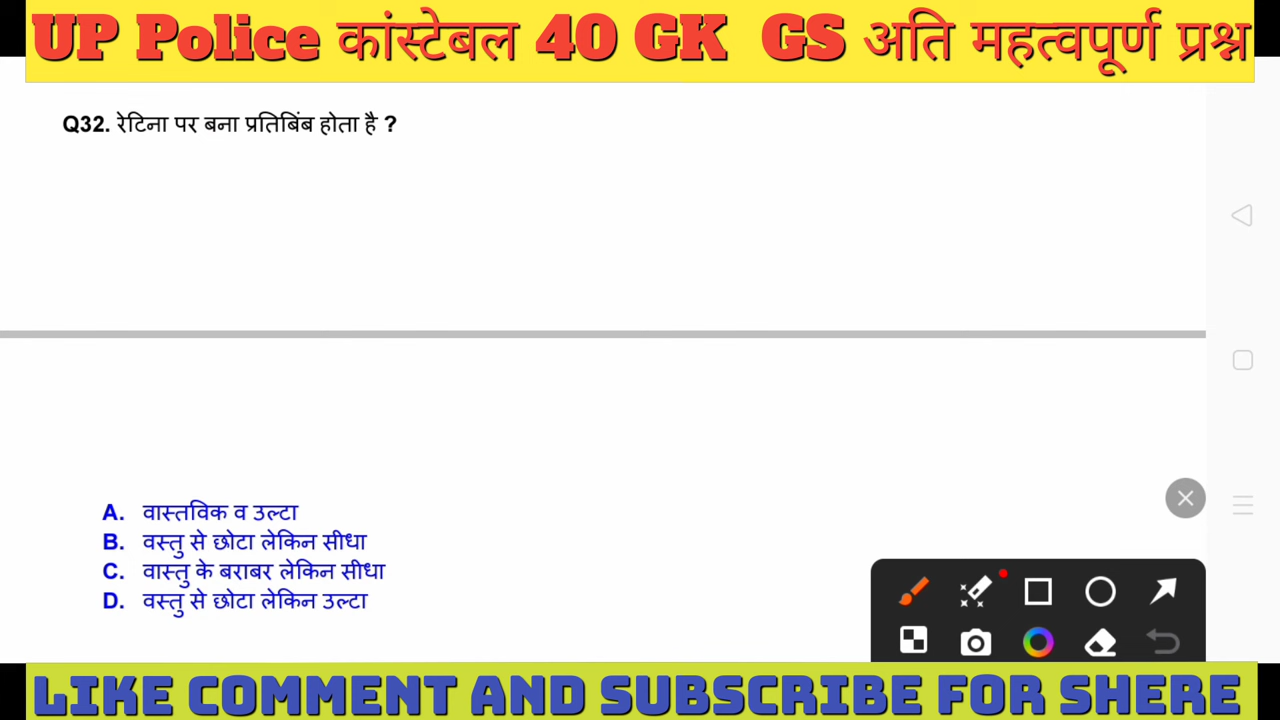 UP Police कांस्टेबल 40 GK GS अति महत्वपूर्ण प्रश्न
Q32. रेटिना पर बना प्रतिबिंब होता है ?
A. वास्तविक व उल्टा
B. वस्तु से छोटा लेकिन सीधा
C. वास्तु के बराबर लेकिन सीधा
D. वस्तु से छोटा लेकिन उल्टा
LIKE COMMENT AND SUBSCRIBE FOR SHERE